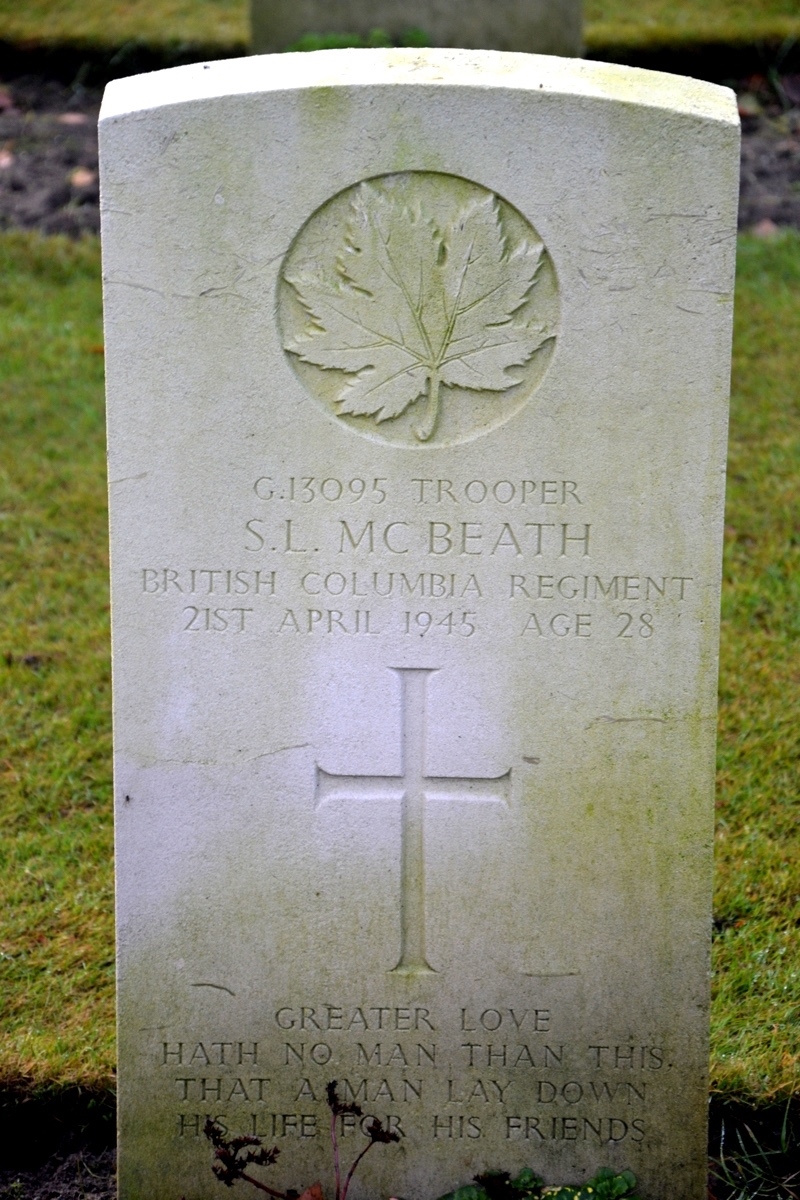 G.13095 TROOPER
S.L. MC BEATH
BRITISH COLUMBIA REGIMENT
21ST APRIL 1945 AGE 28
GREATER LOVE
HATH NO MAN THAN THIS.
THAT A MAN LAY DOWN
HIS LIFE FOR HIS FRIENDS